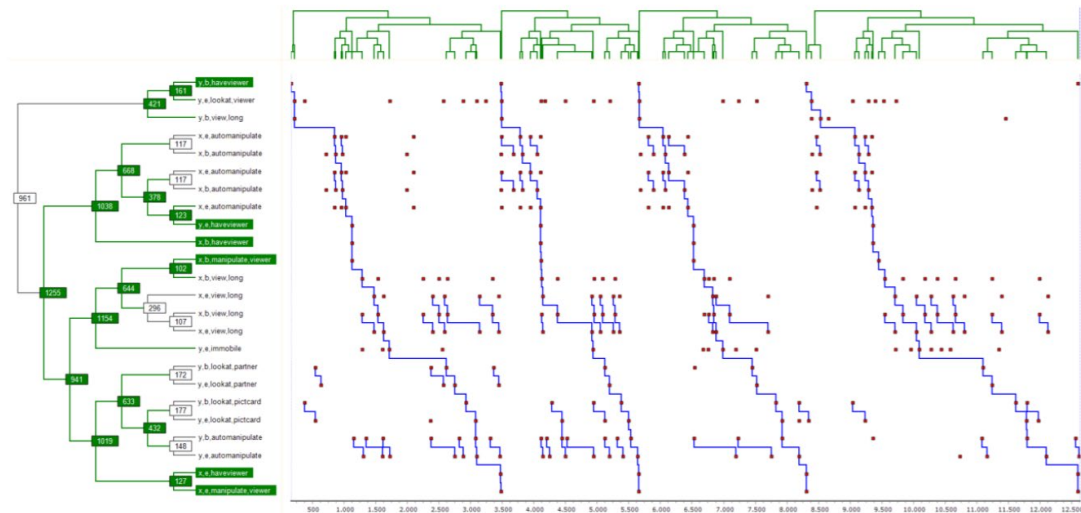 y,b,haveviewer
161
y,e,lookat,viewer
421
y,b,view,long
x,e,automanipulate
117
x,b,automanipulate
668
x,e,automanipulate
117
x,b,automanipulate
378
x,e,automanipulate
1038
123
y,e,haveviewer
x,b,haveviewer
961
x,b,manipulate,viewer
102
x,b,view,long
644
1255
x,e,view,long
296
x,b,view,long
1154
107
x,e,view,long
y,e,immobile
y,b,lookat,partner
172
941
y,e,lookat,partner
633
y,b,lookat,pictcard
177
y,e,lookat,pictcard
432
y,b,automanipulate
1019
148
y,e,automanipulate
x,e,haveviewer
127
x,e,manipulate,viewer
500 1.000 1.500 2.000 2.500 3.000 3.500 4.000 4.500 5.000 5.500 6.000 6.500 7.000 7.500 8.000 8.500 9.000 9.500 10.000 10.500 11.000 11.500 12.000 12.50